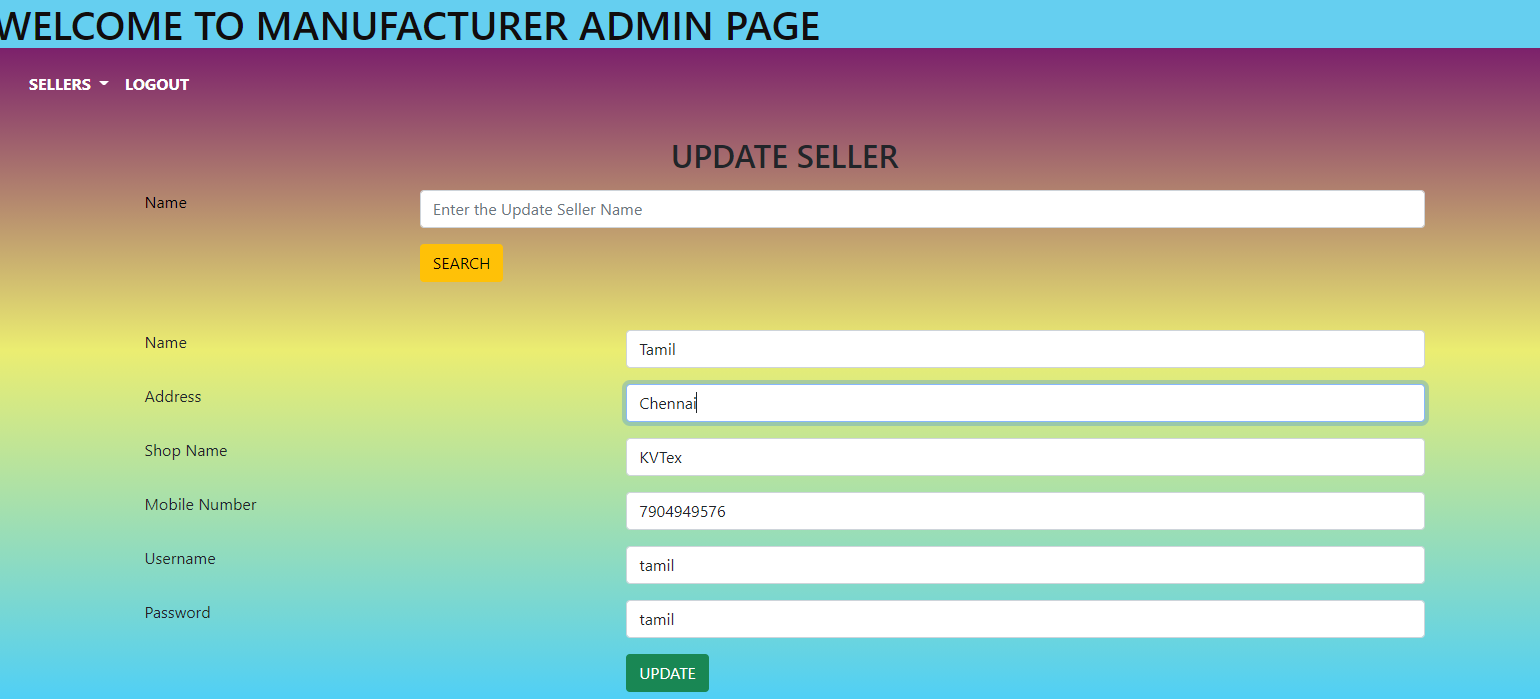 WELCOME TO MANUFACTURER ADMIN PAGE
SELLERS LOGOUT
UPDATE SELLER
Name Enter the Update Seller Name
SEARCH
Name Tamil
Address Chennai
Shop Name KVTex
Mobile Number 7904949576
Username tamil
Password tamil
UPDATE